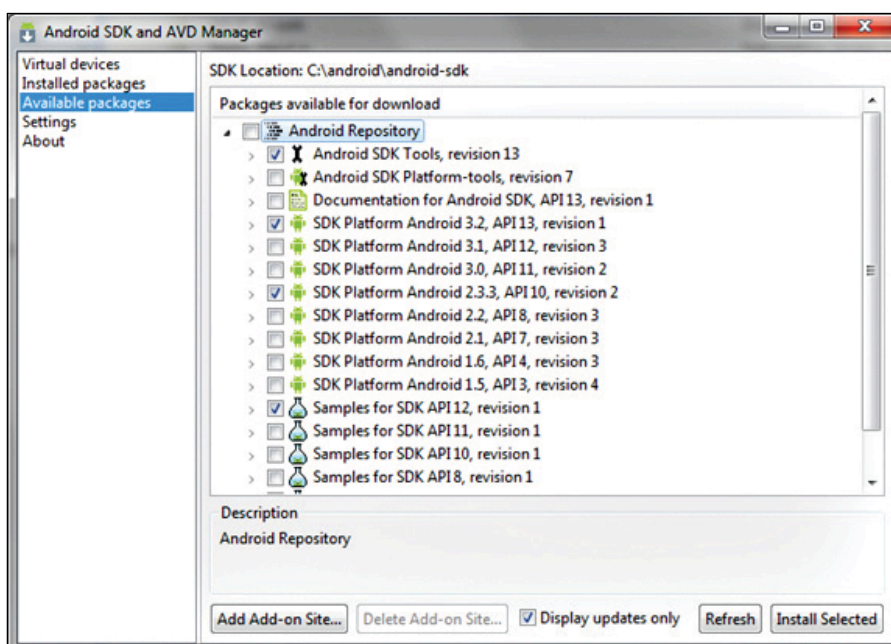 Android SDK and AVD Manager
Virtual devices
Installed packages
Available packages
Settings
About
SDK Location: C:\android\android-sdk
Packages available for download
Android Repository
Android SDK Tools, revision 13
Android SDK Platform-tools, revision 7
Documentation for Android SDK, API 13, revision 1
SDK Platform Android 3.2, API 13, revision 1
SDK Platform Android 3.1, API 12, revision 3
SDK Platform Android 3.0, API 11, revision 2
SDK Platform Android 2.3.3, API 10, revision 2
SDK Platform Android 2.2, API 8, revision 3
SDK Platform Android 2.1, API 7, revision 3
SDK Platform Android 1.6, API 4, revision 3
SDK Platform Android 1.5, API 3, revision 4
Samples for SDK API 12, revision 1
Samples for SDK API 11, revision 1
Samples for SDK API 10, revision 1
Samples for SDK API 8, revision 1
Description
Android Repository
Add Add-on Site... Delete Add-on Site... Display updates only Refresh Install Selected